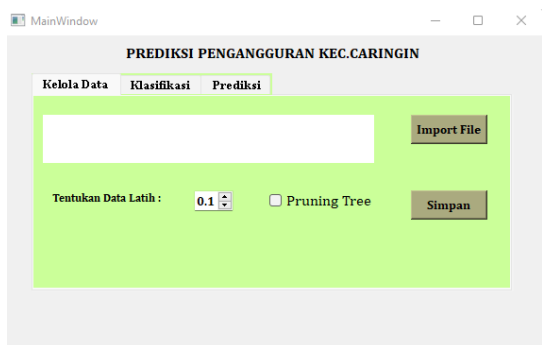 MainWindow
PREDIKSI PENGANGGURAN KEC.CARINGIN
Kelola Data Klasifikasi Prediksi
Import File
Tentukan Data Latih : 0.1 Pruning Tree Simpan